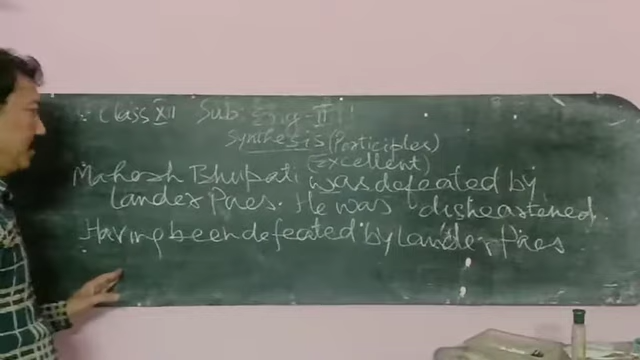 Class XII Sub: Eng-II
Synthesis (Participles)
(Excellent)
Mahesh Bhupati was defeated by
Lander Paes. He was disheartened.
Having been defeated by Lander Paes